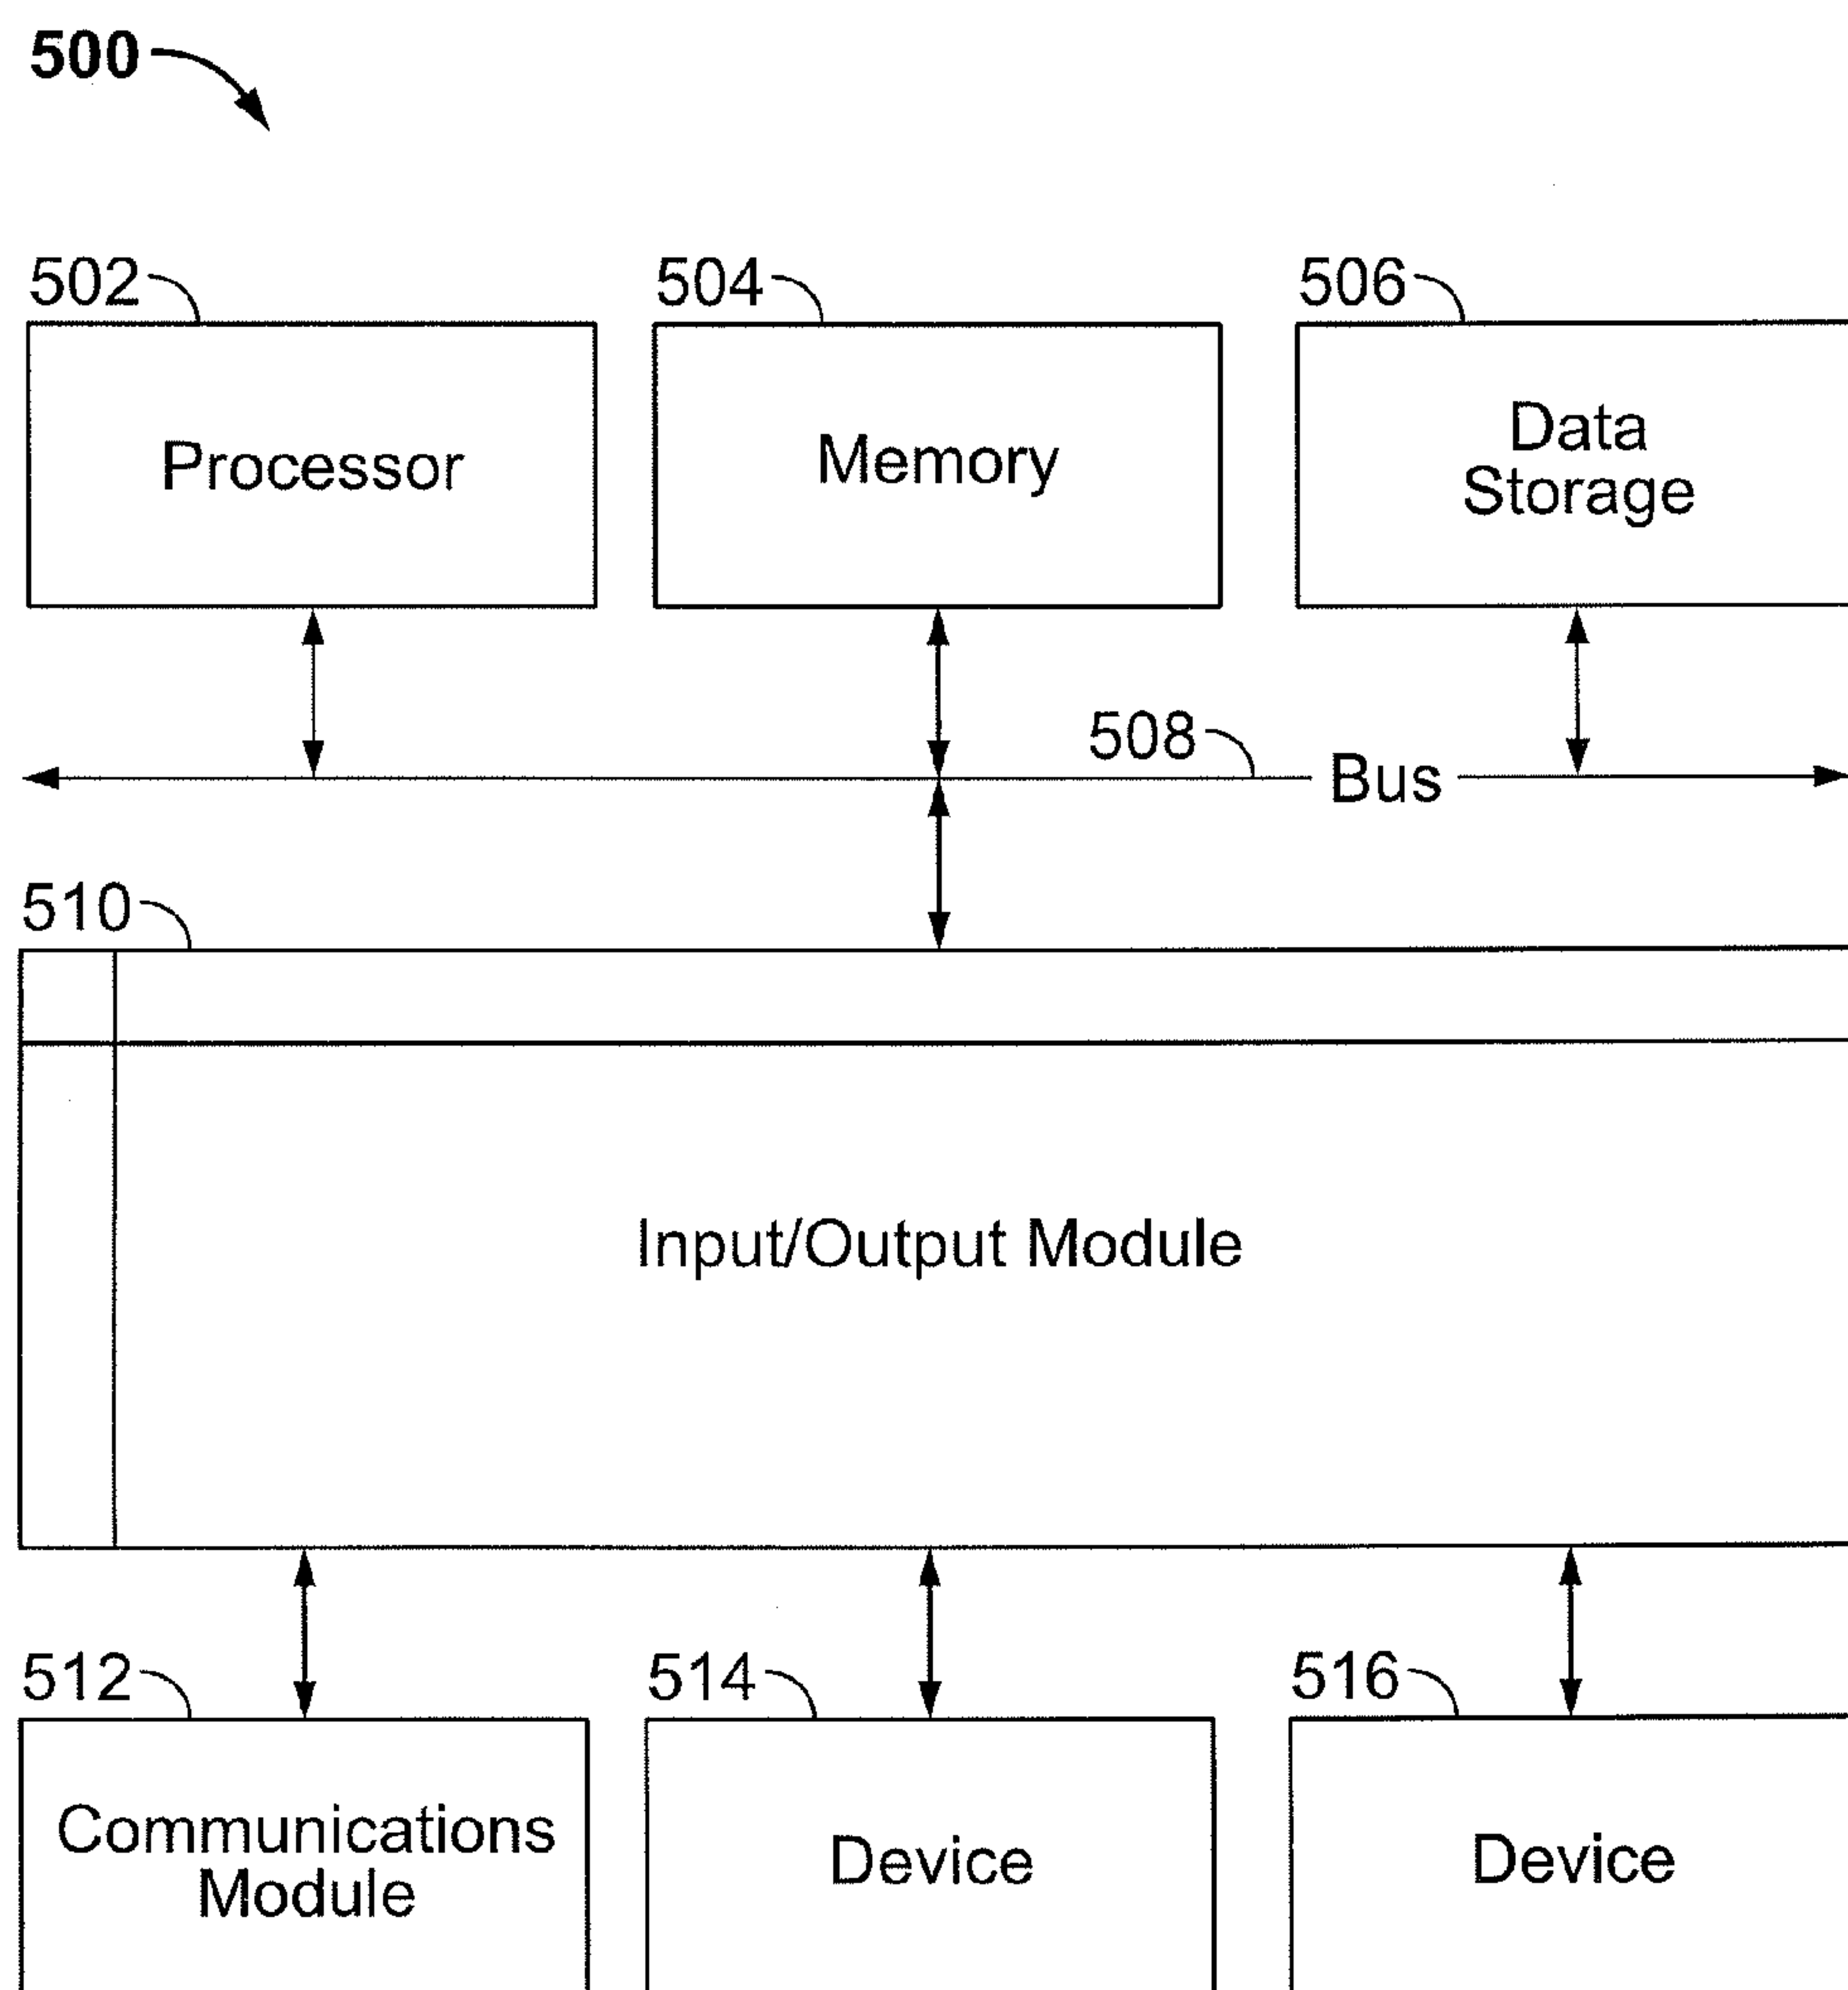 500
502
504
506
Processor
Memory
Data
Storage
508
Bus
510
Input/Output Module
512
514
516
Communications
Module
Device
Device